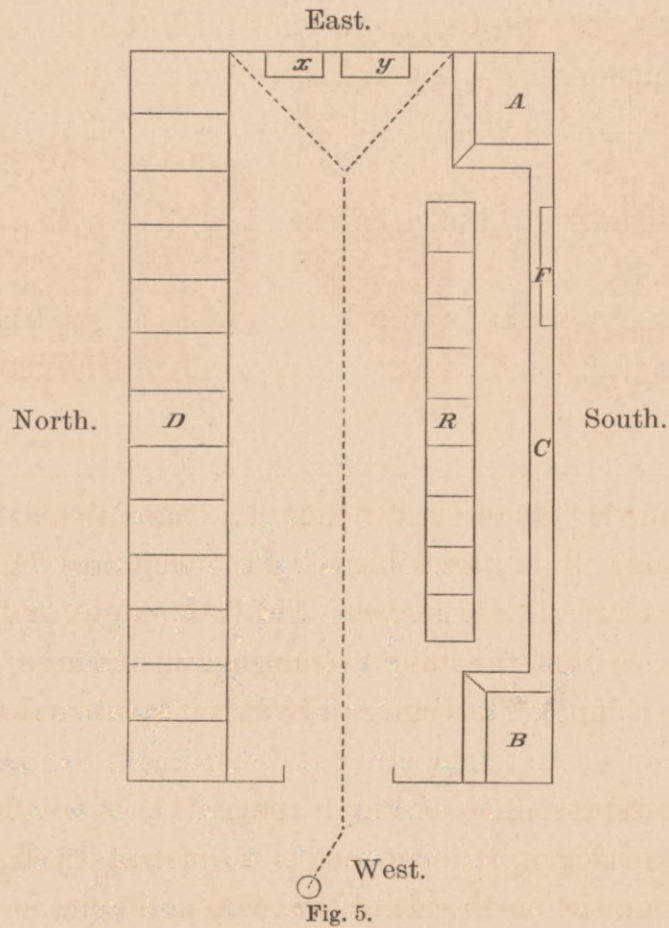 East.
x y
A
F
North. D R C South.
B
West.
Fig. 5.